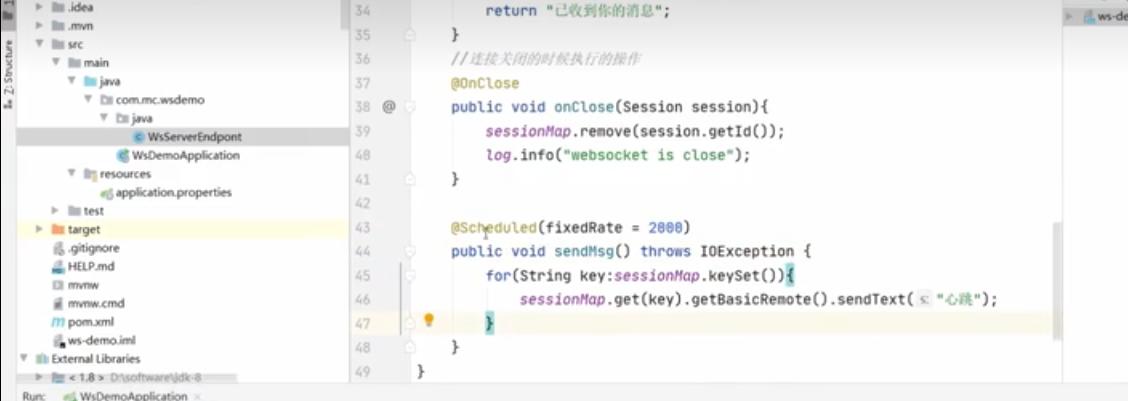 .idea
.mvn
src
main
java
com.mc.wsdemo
java
WsServerEndpont
WsDemoApplication
resources
application.properties
test
target
.gitignore
HELP.md
mvnw
mvnw.cmd
pom.xml
ws-demo.iml
External Libraries
< 1.8 > D:\software\jdk-8
Z: Structure
34 return "已收到你的消息";
35 }
36 //连接关闭的时候执行的操作
37 @OnClose
38 @ public void onClose(Session session){
39 sessionMap.remove(session.getId());
40 log.info("websocket is close");
41 }
42
43 @Scheduled(fixedRate = 2000)
44 public void sendMsg() throws IOException {
45 for(String key:sessionMap.keySet()){
46 sessionMap.get(key).getBasicRemote().sendText( s: "心跳");
47 }
48 }
49 }
ws-de
Run: WsDemoApplication ×